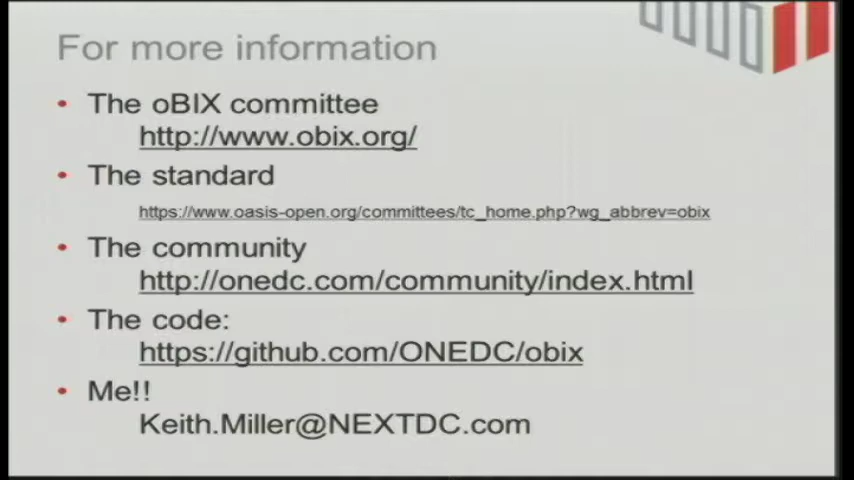 For more information
• The oBIX committee
http://www.obix.org/
• The standard
https://www.oasis-open.org/committees/tc_home.php?wg_abbrev=obix
• The community
http://onedc.com/community/index.html
• The code:
https://github.com/ONEDC/obix
• Me!!
Keith.Miller@NEXTDC.com